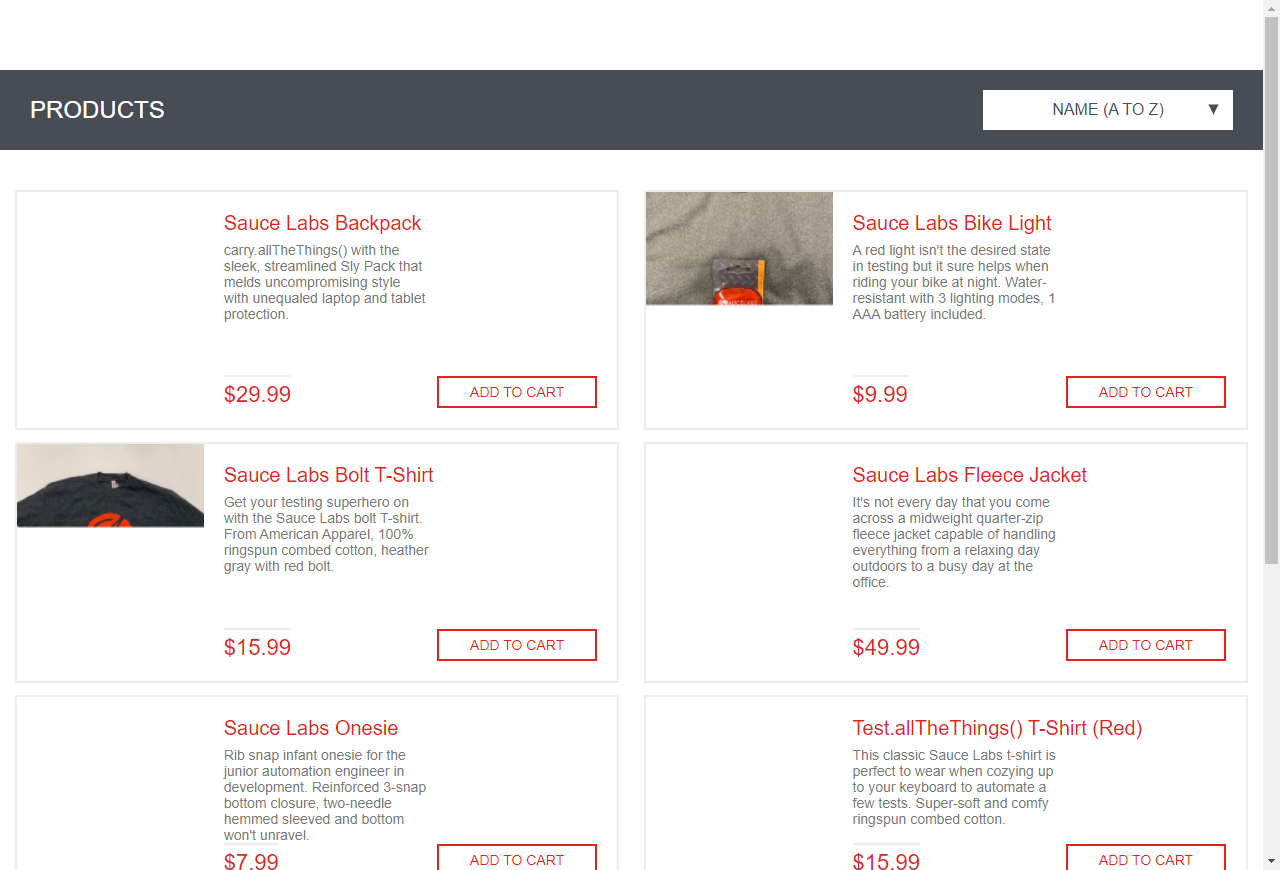 PRODUCTS
NAME (A TO Z) ▼
Sauce Labs Backpack
carry.allTheThings() with the
sleek, streamlined Sly Pack that
melds uncompromising style
with unequaled laptop and tablet
protection.
$29.99
ADD TO CART
Sauce Labs Bike Light
A red light isn't the desired state
in testing but it sure helps when
riding your bike at night. Water-
resistant with 3 lighting modes, 1
AAA battery included.
$9.99
ADD TO CART
Sauce Labs Bolt T-Shirt
Get your testing superhero on
with the Sauce Labs bolt T-shirt.
From American Apparel, 100%
ringspun combed cotton, heather
gray with red bolt.
$15.99
ADD TO CART
Sauce Labs Fleece Jacket
It's not every day that you come
across a midweight quarter-zip
fleece jacket capable of handling
everything from a relaxing day
outdoors to a busy day at the
office.
$49.99
ADD TO CART
Sauce Labs Onesie
Rib snap infant onesie for the
junior automation engineer in
development. Reinforced 3-snap
bottom closure, two-needle
hemmed sleeved and bottom
won't unravel.
$7.99
ADD TO CART
Test.allTheThings() T-Shirt (Red)
This classic Sauce Labs t-shirt is
perfect to wear when cozying up
to your keyboard to automate a
few tests. Super-soft and comfy
ringspun combed cotton.
$15.99
ADD TO CART